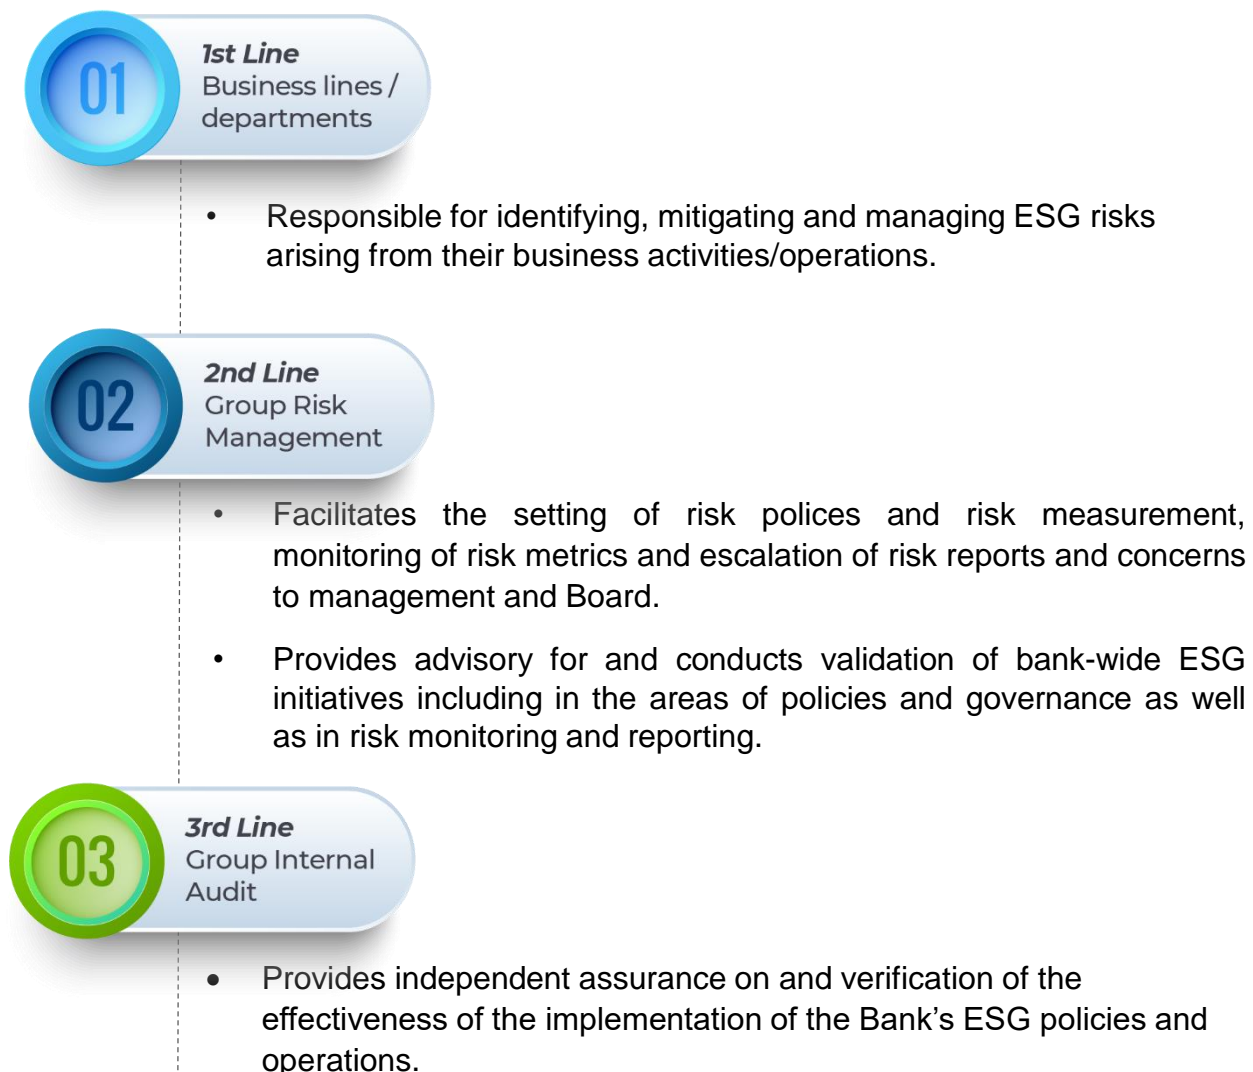 01
1st Line
Business lines /
departments
• Responsible for identifying, mitigating and managing ESG risks
arising from their business activities/operations.
02
2nd Line
Group Risk
Management
• Facilitates the setting of risk polices and risk measurement,
monitoring of risk metrics and escalation of risk reports and concerns
to management and Board.
• Provides advisory for and conducts validation of bank-wide ESG
initiatives including in the areas of policies and governance as well
as in risk monitoring and reporting.
03
3rd Line
Group Internal
Audit
• Provides independent assurance on and verification of the
effectiveness of the implementation of the Bank’s ESG policies and
operations.